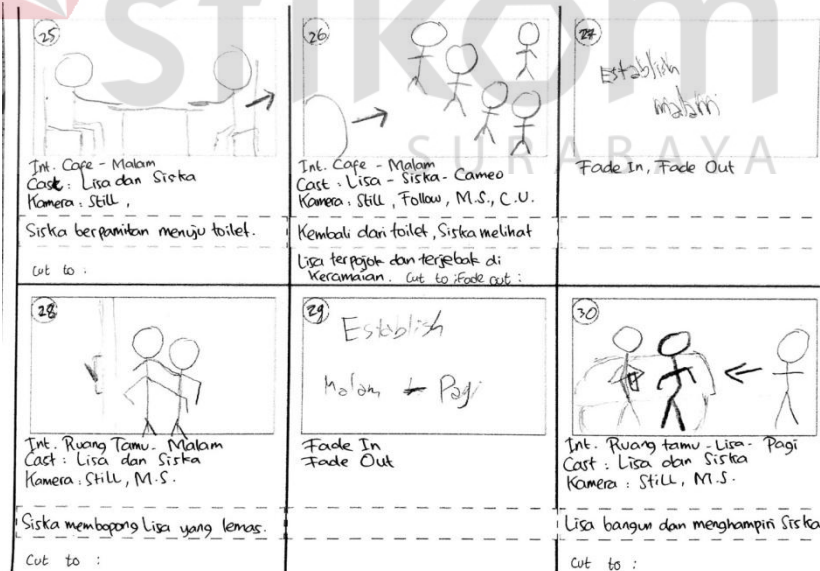 stikom
SURABAYA
25
Int. Cafe - Malam
Cast : Lisa dan Siska
Kamera : Still ,
Siska berpamitan menuju toilet.
Cut to :
26
Int. Cafe - Malam
Cast : Lisa - Siska - Cameo
Kamera : Still , Follow , M.S., C.U.
Kembali dari toilet, Siska melihat
Lisa terpojok dan terjebak di
Keramaian. Cut to :Fade out :
27
Establish
malam
Fade In, Fade Out
28
Int. Ruang Tamu - Malam
Cast : Lisa dan Siska
Kamera : Still , M.S.
Siska membopong Lisa yang lemas.
Cut to :
29
Establish
Malam Pagi
Fade In
Fade Out
30
Int. Ruang tamu - Lisa - Pagi
Cast : Lisa dan Siska
Kamera : Still , M.S.
Lisa bangun dan menghampiri Siska
Cut to :